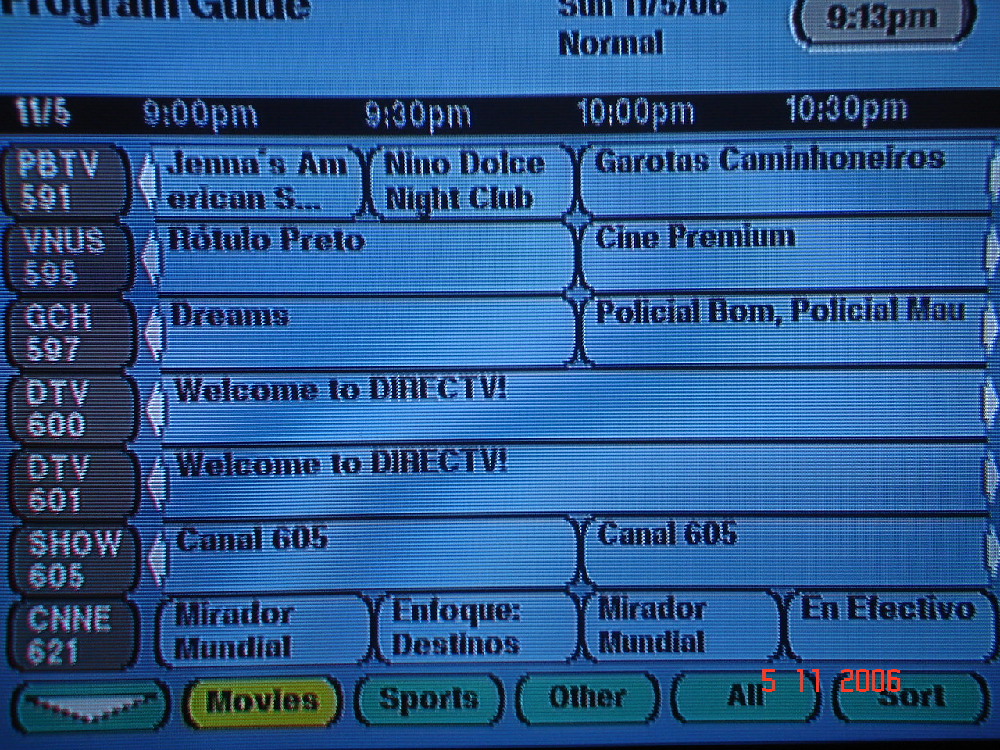 Program Guide
Sun 11/5/06
Normal
9:13pm
11/5 9:00pm 9:30pm 10:00pm 10:30pm
PBTV
591
Jenna's Am
erican S...
Nino Dolce
Night Club
Garotas Caminhoneiros
VNUS
595
Rótulo Preto
Cine Premium
GCH
597
Dreams
Policial Bom, Policial Mau
DTV
600
Welcome to DIRECTV!
DTV
601
Welcome to DIRECTV!
SHOW
605
Canal 605
Canal 605
CNNE
621
Mirador
Mundial
Enfoque:
Destinos
Mirador
Mundial
En Efectivo
Movies Sports Other All Sort
5 11 2006